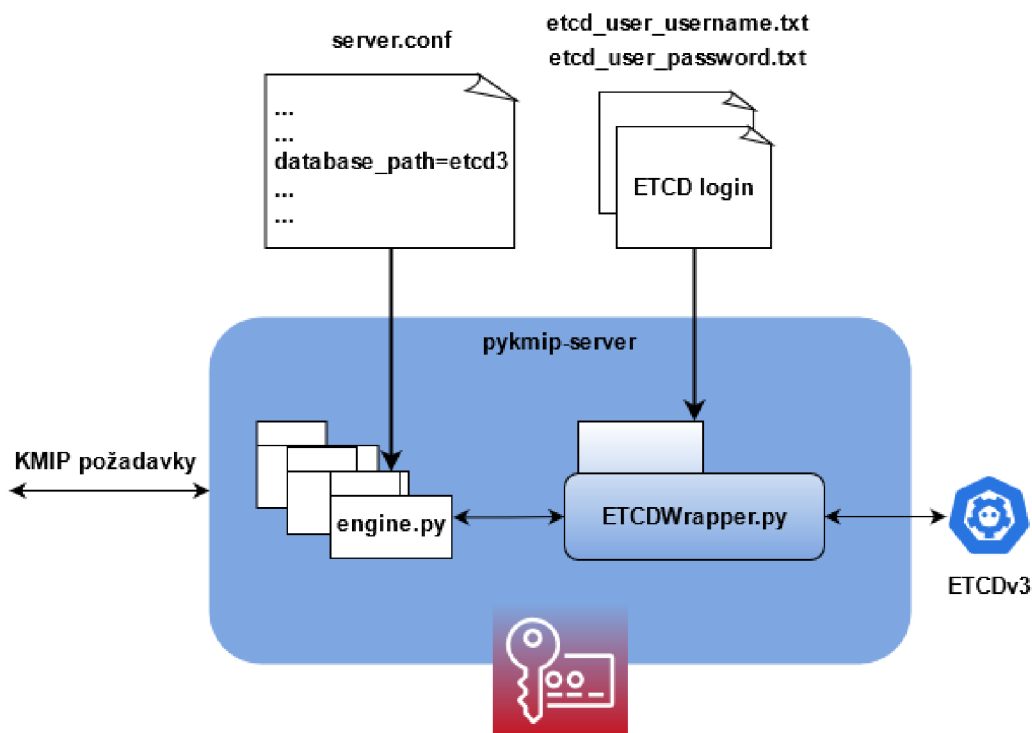 server.conf
...
...
database_path=etcd3
...
...
etcd_user_username.txt
etcd_user_password.txt
ETCD login
pykmip-server
KMIP požadavky
engine.py
ETCDWrapper.py
ETCDv3